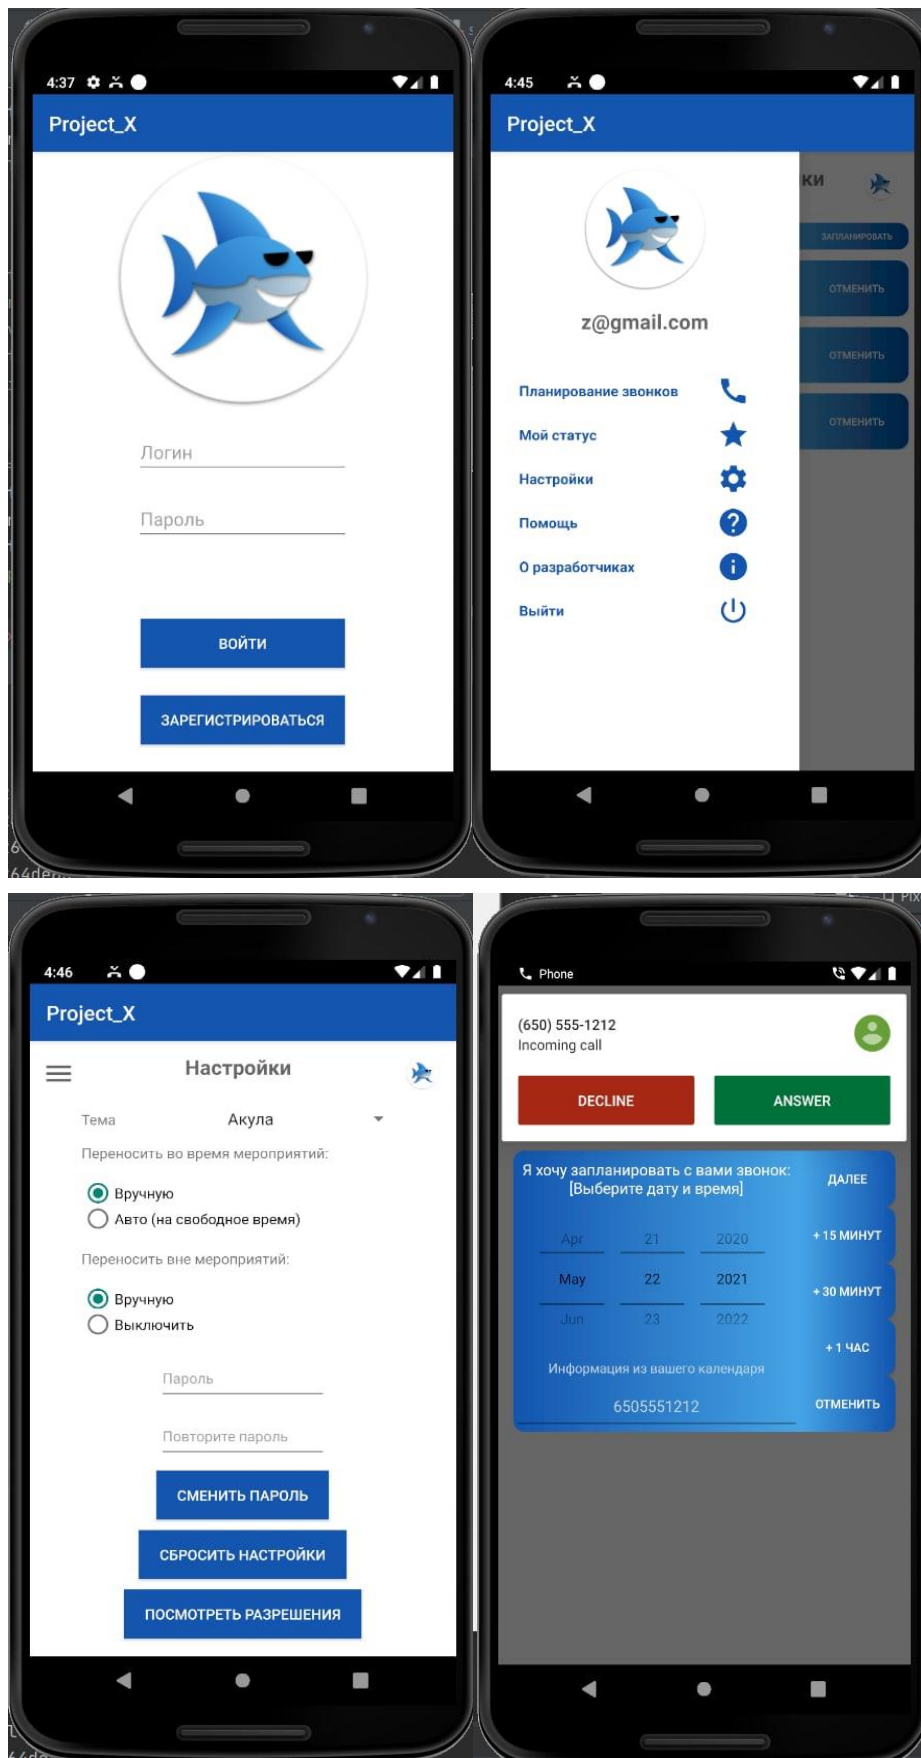 4:37
Project_X
Логин
Пароль
ВОЙТИ
ЗАРЕГИСТРИРОВАТЬСЯ
4:45
Project_X
z@gmail.com
Планирование звонков
Мой статус
Настройки
Помощь
О разработчиках
Выйти
КИ
ЗАПЛАНИРОВАТЬ
ОТМЕНИТЬ
ОТМЕНИТЬ
ОТМЕНИТЬ
4:46
Project_X
Настройки
Тема Акула
Переносить во время мероприятий:
Вручную
Авто (на свободное время)
Переносить вне мероприятий:
Вручную
Выключить
Пароль
Повторите пароль
СМЕНИТЬ ПАРОЛЬ
СБРОСИТЬ НАСТРОЙКИ
ПОСМОТРЕТЬ РАЗРЕШЕНИЯ
Phone
(650) 555-1212
Incoming call
DECLINE ANSWER
Я хочу запланировать с вами звонок:
[Выберите дату и время]
Apr 21 2020
May 22 2021
Jun 23 2022
Информация из вашего календаря
6505551212
ДАЛЕЕ
+ 15 МИНУТ
+ 30 МИНУТ
+ 1 ЧАС
ОТМЕНИТЬ